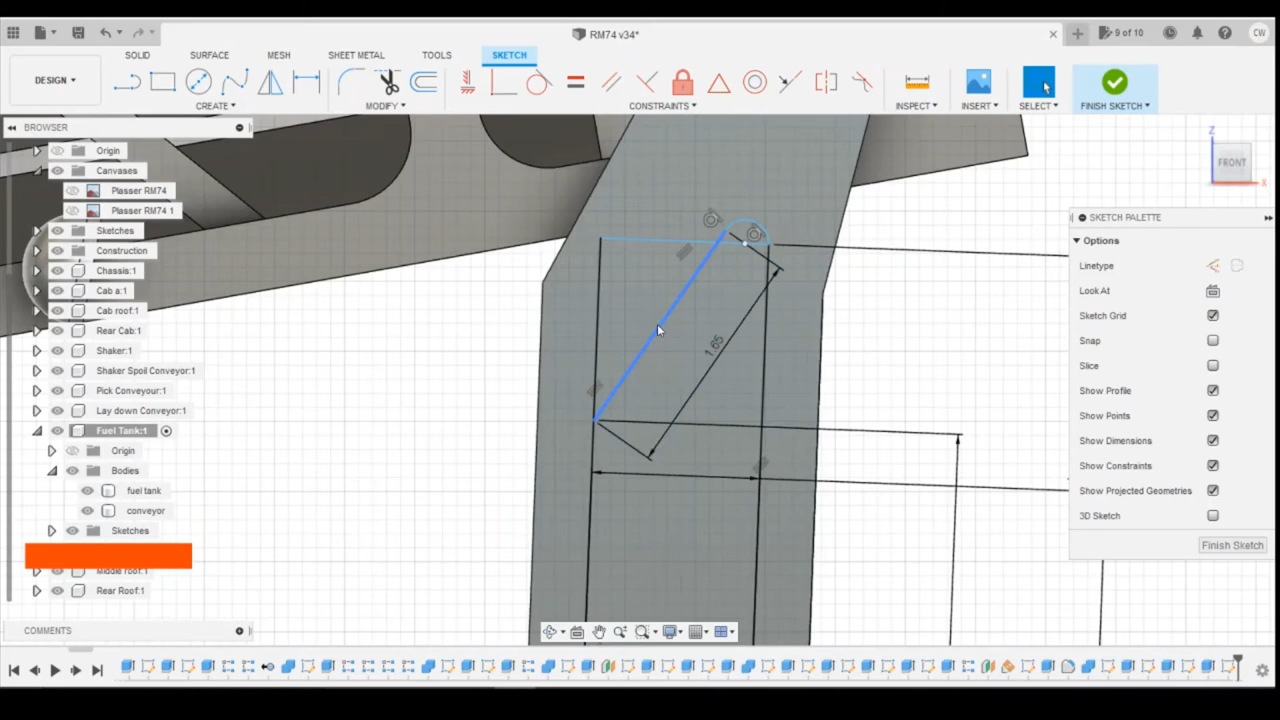 RM74 v34*
9 of 10
CW
DESIGN
SOLID
SURFACE
MESH
SHEET METAL
TOOLS
SKETCH
CREATE
MODIFY
CONSTRAINTS
INSPECT
INSERT
SELECT
FINISH SKETCH
BROWSER
Origin
Canvases
Plasser RM74
Plasser RM74 1
Sketches
Construction
Chassis:1
Cab a:1
Cab roof:1
Rear Cab:1
Shaker:1
Shaker Spoil Conveyor:1
Pick Conveyour:1
Lay down Conveyor:1
Fuel Tank:1
Origin
Bodies
fuel tank
conveyor
Sketches
Middle roof:1
Rear Roof:1
COMMENTS
1.65
Z
FRONT
X
SKETCH PALETTE
Options
Linetype
Look At
Sketch Grid
Snap
Slice
Show Profile
Show Points
Show Dimensions
Show Constraints
Show Projected Geometries
3D Sketch
Finish Sketch